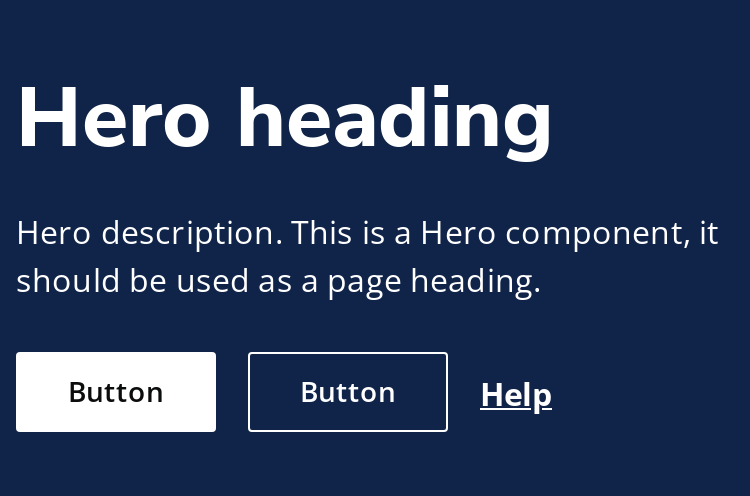 Hero heading
Hero description. This is a Hero component, it
should be used as a page heading.
Button Button Help